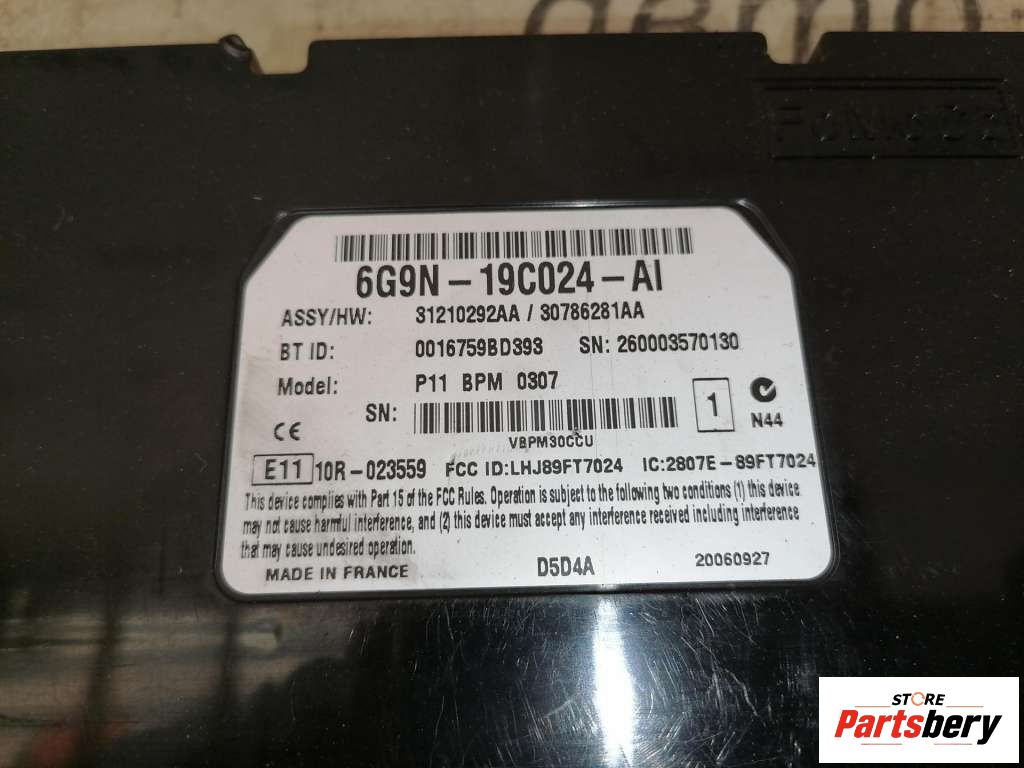 6G9N-19C024-AI
ASSY/HW: 31210292AA / 30786281AA
BT ID: 0016759BD393 SN: 260003570130
Model: P11 BPM 0307
SN:
1
N44
VBPM30CCU
CE
E11 10R-023559 FCC ID:LHJ89FT7024 IC:2807E-89FT7024
This device complies with Part 15 of the FCC Rules. Operation is subject to the following two conditions (1) this device
may not cause harmful interference, and (2) this device must accept any interference received including interference
that may cause undesired operation.
MADE IN FRANCE D5D4A 20060927
STORE
Partsbery